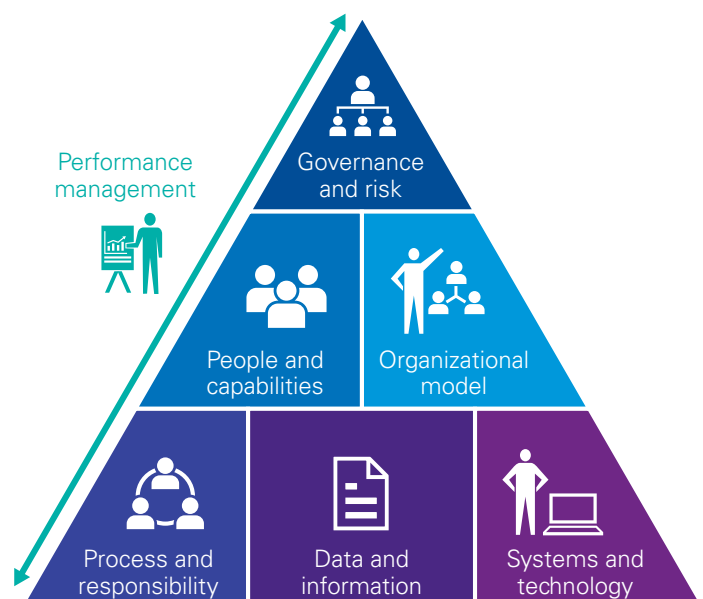 Performance
management
Governance
and risk
People and
capabilities
Organizational
model
Process and
responsibility
Data and
information
Systems and
technology